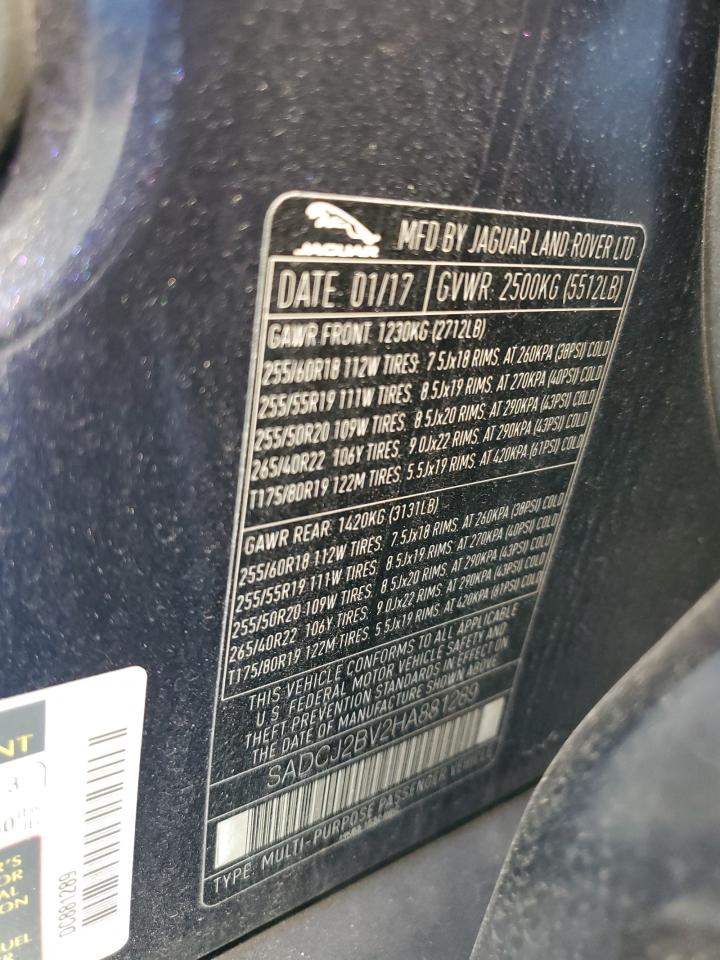 JAGUAR
MFD BY JAGUAR LAND ROVER LTD
DATE 01/17 GVWR 2500KG (5512LB)
GAWR FRONT 1230KG (2712LB)
255/60R18 112W TIRES 7.5Jx18 RIMS AT 260KPA (38PSI) COLD
255/55R19 111W TIRES 8.5Jx19 RIMS AT 270KPA (40PSI) COLD
255/50R20 109W TIRES 8.5Jx20 RIMS AT 290KPA (43PSI) COLD
265/40R22 106Y TIRES 9.0Jx22 RIMS AT 290KPA (43PSI) COLD
T175/80R19 122M TIRES 5.5Jx19 RIMS AT 420KPA (61PSI) COLD
GAWR REAR 1420KG (3131LB)
255/60R18 112W TIRES 7.5Jx18 RIMS AT 260KPA (38PSI) COLD
255/55R19 111W TIRES 8.5Jx19 RIMS AT 270KPA (40PSI) COLD
255/50R20 109W TIRES 8.5Jx20 RIMS AT 290KPA (43PSI) COLD
265/40R22 106Y TIRES 9.0Jx22 RIMS AT 290KPA (43PSI) COLD
T175/80R19 122M TIRES 5.5Jx19 RIMS AT 420KPA (61PSI) COLD
THIS VEHICLE CONFORMS TO ALL APPLICABLE
U S FEDERAL MOTOR VEHICLE SAFETY AND
THEFT PREVENTION STANDARDS IN EFFECT ON
THE DATE OF MANUFACTURE SHOWN ABOVE
SADCJ2BV2HA881289
TYPE MULTI-PURPOSE PASSENGER VEHICLE
NT
3
DC881289
R'S
OR
AL
ON
UEL